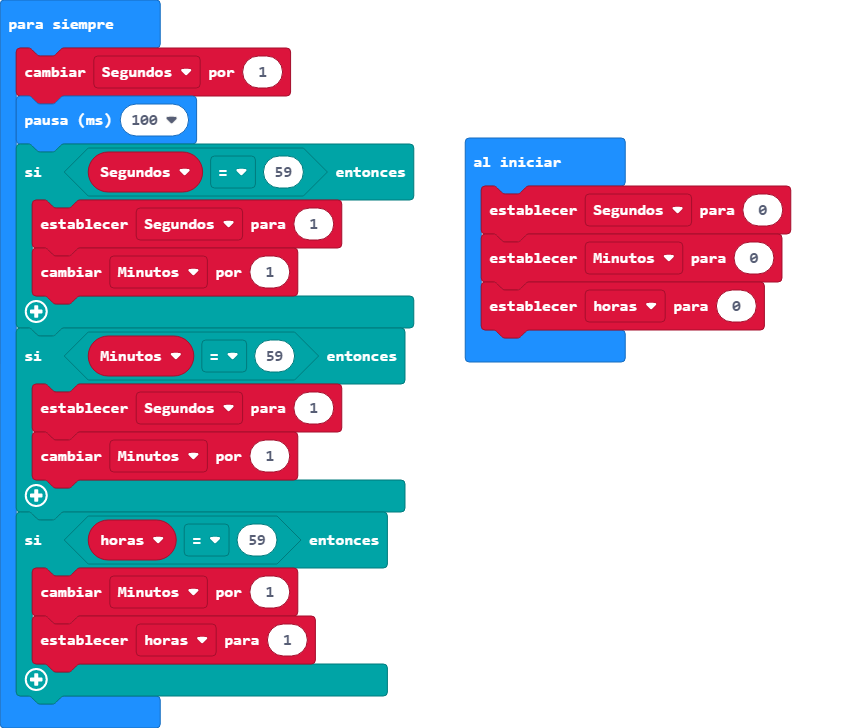 para siempre
cambiar Segundos por 1
pausa (ms) 100
si Segundos = 59 entonces
establecer Segundos para 1
cambiar Minutos por 1
si Minutos = 59 entonces
establecer Segundos para 1
cambiar Minutos por 1
si horas = 59 entonces
cambiar Minutos por 1
establecer horas para 1
al iniciar
establecer Segundos para 0
establecer Minutos para 0
establecer horas para 0